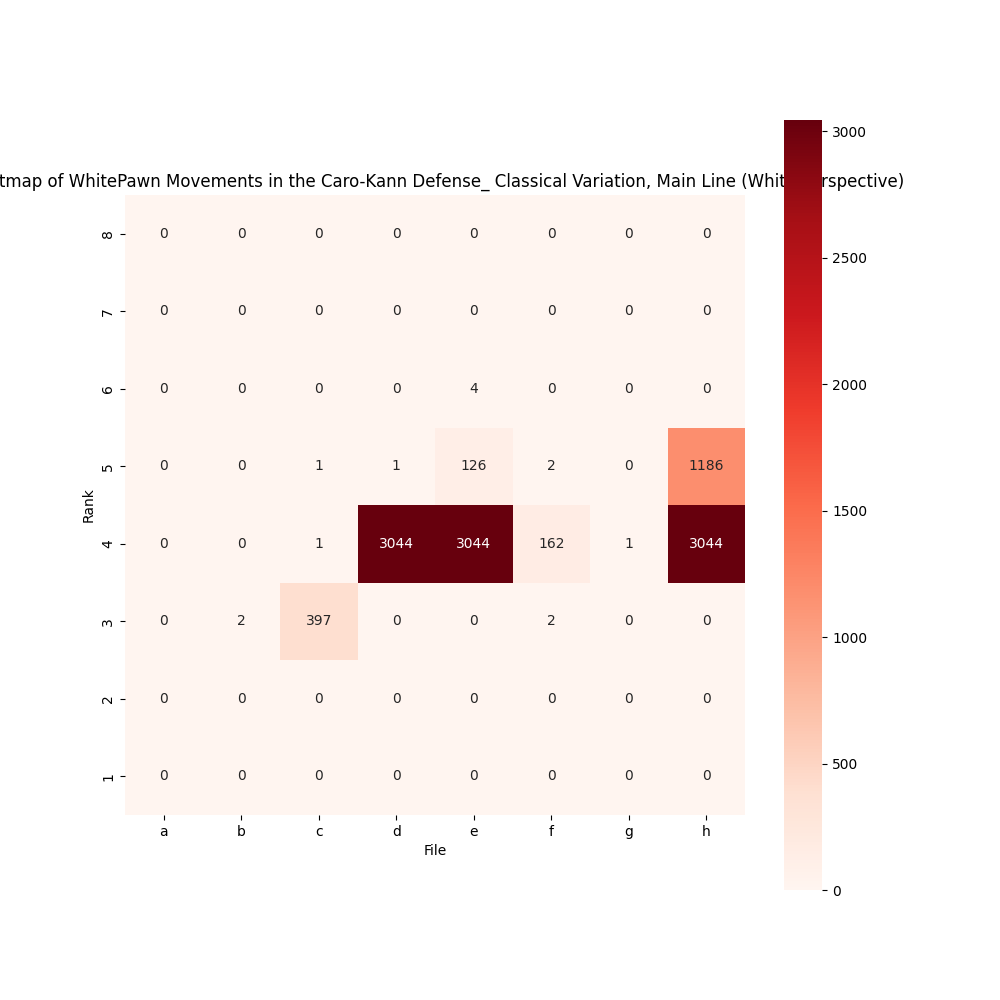 tmap of WhitePawn Movements in the Caro-Kann Defense_ Classical Variation, Main Line (Whit rspective)
8 0 0 0 0 0 0 0 0
7 0 0 0 0 0 0 0 0
6 0 0 0 0 4 0 0 0
5 0 0 1 1 126 2 0 1186
4 0 0 1 3044 3044 162 1 3044
3 0 2 397 0 0 2 0 0
2 0 0 0 0 0 0 0 0
1 0 0 0 0 0 0 0 0
a b c d e f g h
File
Rank
3000
2500
2000
1500
1000
500
0